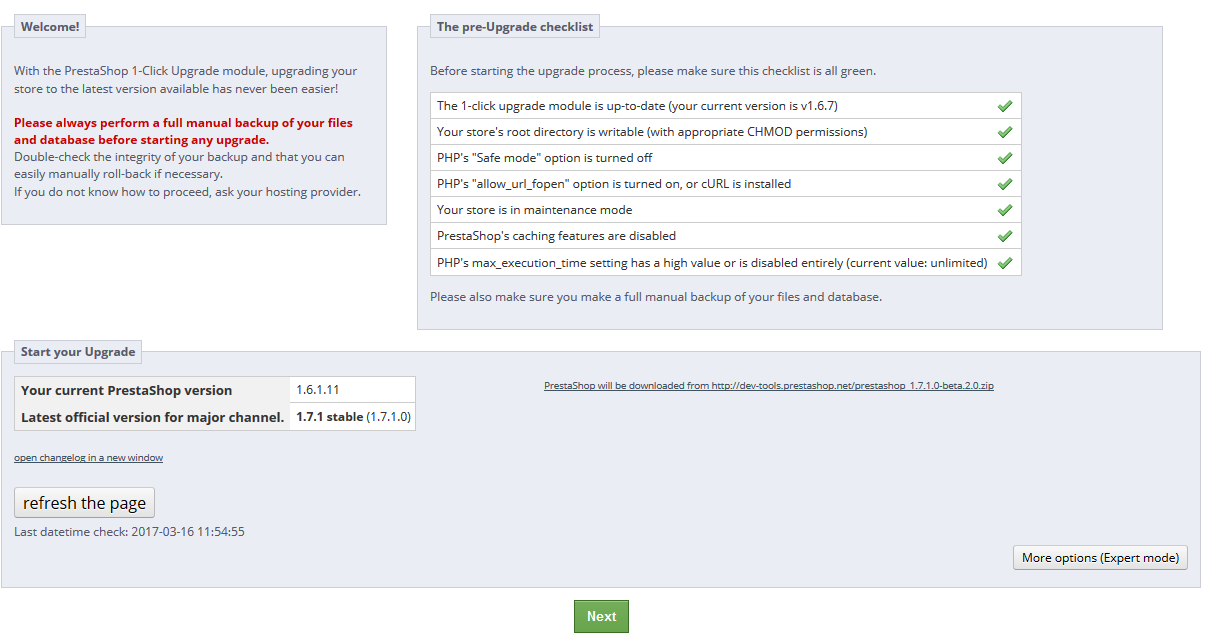 Welcome!
With the PrestaShop 1-Click Upgrade module, upgrading your
store to the latest version available has never been easier!
Please always perform a full manual backup of your files
and database before starting any upgrade.
Double-check the integrity of your backup and that you can
easily manually roll-back if necessary.
If you do not know how to proceed, ask your hosting provider.
The pre-Upgrade checklist
Before starting the upgrade process, please make sure this checklist is all green.
The 1-click upgrade module is up-to-date (your current version is v1.6.7)
Your store's root directory is writable (with appropriate CHMOD permissions)
PHP's "Safe mode" option is turned off
PHP's "allow_url_fopen" option is turned on, or cURL is installed
Your store is in maintenance mode
PrestaShop's caching features are disabled
PHP's max_execution_time setting has a high value or is disabled entirely (current value: unlimited)
Please also make sure you make a full manual backup of your files and database.
Start your Upgrade
Your current PrestaShop version 1.6.1.11
Latest official version for major channel. 1.7.1 stable (1.7.1.0)
PrestaShop will be downloaded from http://dev-tools.prestashop.net/prestashop_1.7.1.0-beta.2.0.zip
open changelog in a new window
refresh the page
Last datetime check: 2017-03-16 11:54:55
More options (Expert mode)
Next